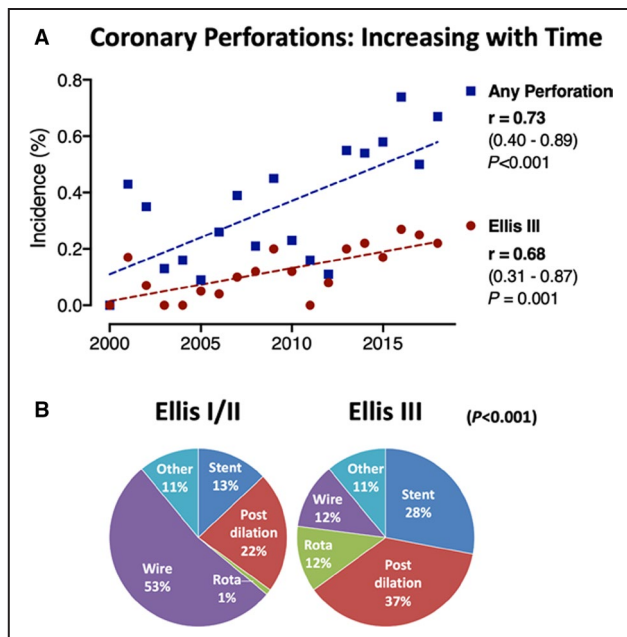 A
Coronary Perforations: Increasing with Time
0.8
0.6
0.4
0.2
0.0
Incidence (%)
2000
2005
2010
2015
Any Perforation
r = 0.73
(0.40 - 0.89)
P<0.001
Ellis III
r = 0.68
(0.31 - 0.87)
P = 0.001
B
Ellis I/II
Ellis III
(P<0.001)
Other
11%
Stent
13%
Post
dilation
22%
Rota
1%
Wire
53%
Other
11%
Stent
28%
Wire
12%
Rota
12%
Post
dilation
37%